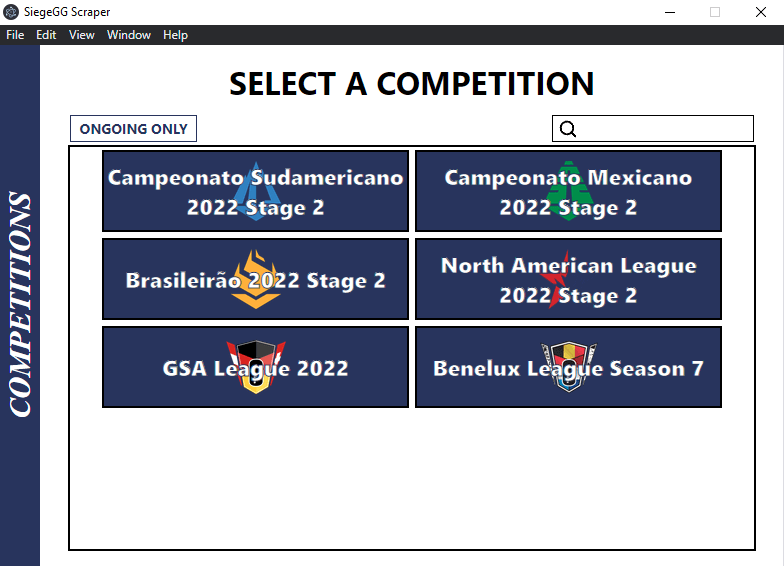 SiegeGG Scraper
File Edit View Window Help
SELECT A COMPETITION
ONGOING ONLY
COMPETITIONS
Campeonato Sudamericano
2022 Stage 2
Campeonato Mexicano
2022 Stage 2
Brasileirão 2022 Stage 2
North American League
2022 Stage 2
GSA League 2022
Benelux League Season 7